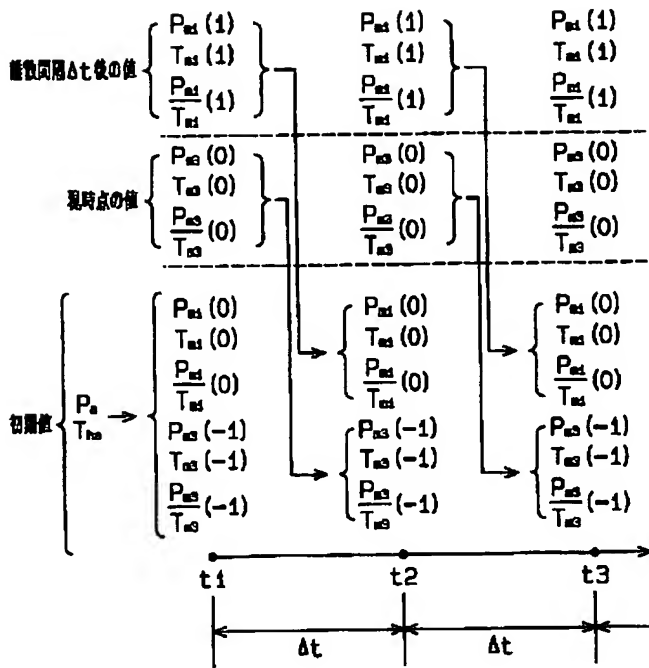 Pm1(1) Pm1(1) Pm1(1)
離散間隔Δt後の値 Tm1(1) Tm1(1) Tm1(1)
Pm1/Tm1(1) Pm1/Tm1(1) Pm1/Tm1(1)
Pm3(0) Pm3(0) Pm3(0)
現時点の値 Tm3(0) Tm3(0) Tm3(0)
Pm3/Tm3(0) Pm3/Tm3(0) Pm3/Tm3(0)
Pm1(0) Pm1(0) Pm1(0)
Tm1(0) Tm1(0) Tm1(0)
Pm1/Tm1(0) Pm1/Tm1(0) Pm1/Tm1(0)
初期値 Pa
Tha
Pm3(-1) Pm3(-1) Pm3(-1)
Tm3(-1) Tm3(-1) Tm3(-1)
Pm3/Tm3(-1) Pm3/Tm3(-1) Pm3/Tm3(-1)
t1 t2 t3
Δt Δt